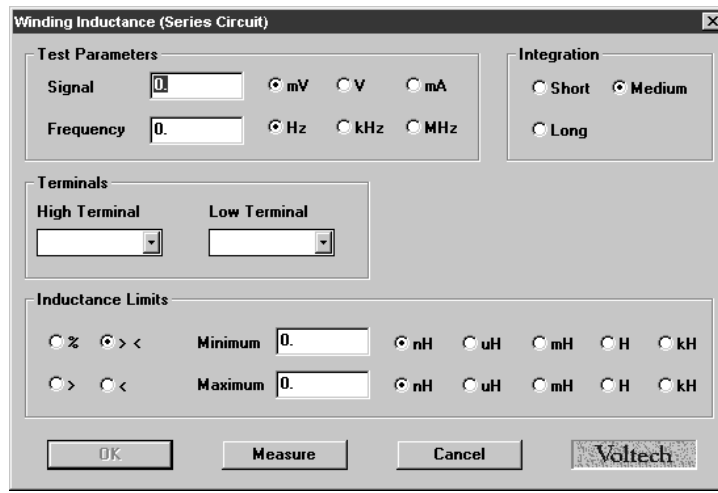 Winding Inductance (Series Circuit)
Test Parameters
Signal 0. mV V mA
Frequency 0. Hz kHz MHz
Integration
Short Medium
Long
Terminals
High Terminal Low Terminal
Inductance Limits
% > < Minimum 0. nH uH mH H kH
> < Maximum 0. nH uH mH H kH
OK Measure Cancel Voltech